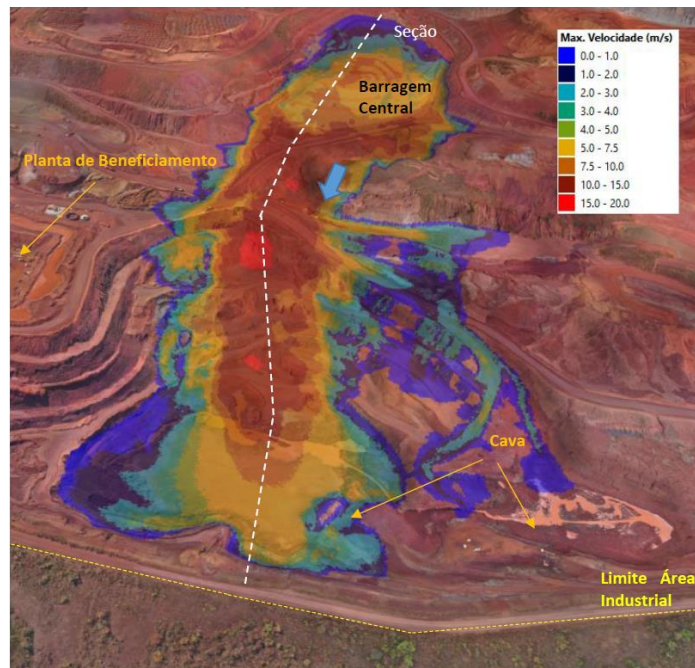 Seção
Max. Velocidade (m/s)
0.0 - 1.0
1.0 - 2.0
2.0 - 3.0
3.0 - 4.0
4.0 - 5.0
5.0 - 7.5
7.5 - 10.0
10.0 - 15.0
15.0 - 20.0
Barragem
Central
Planta de Beneficiamento
Cava
Limite Área
Industrial